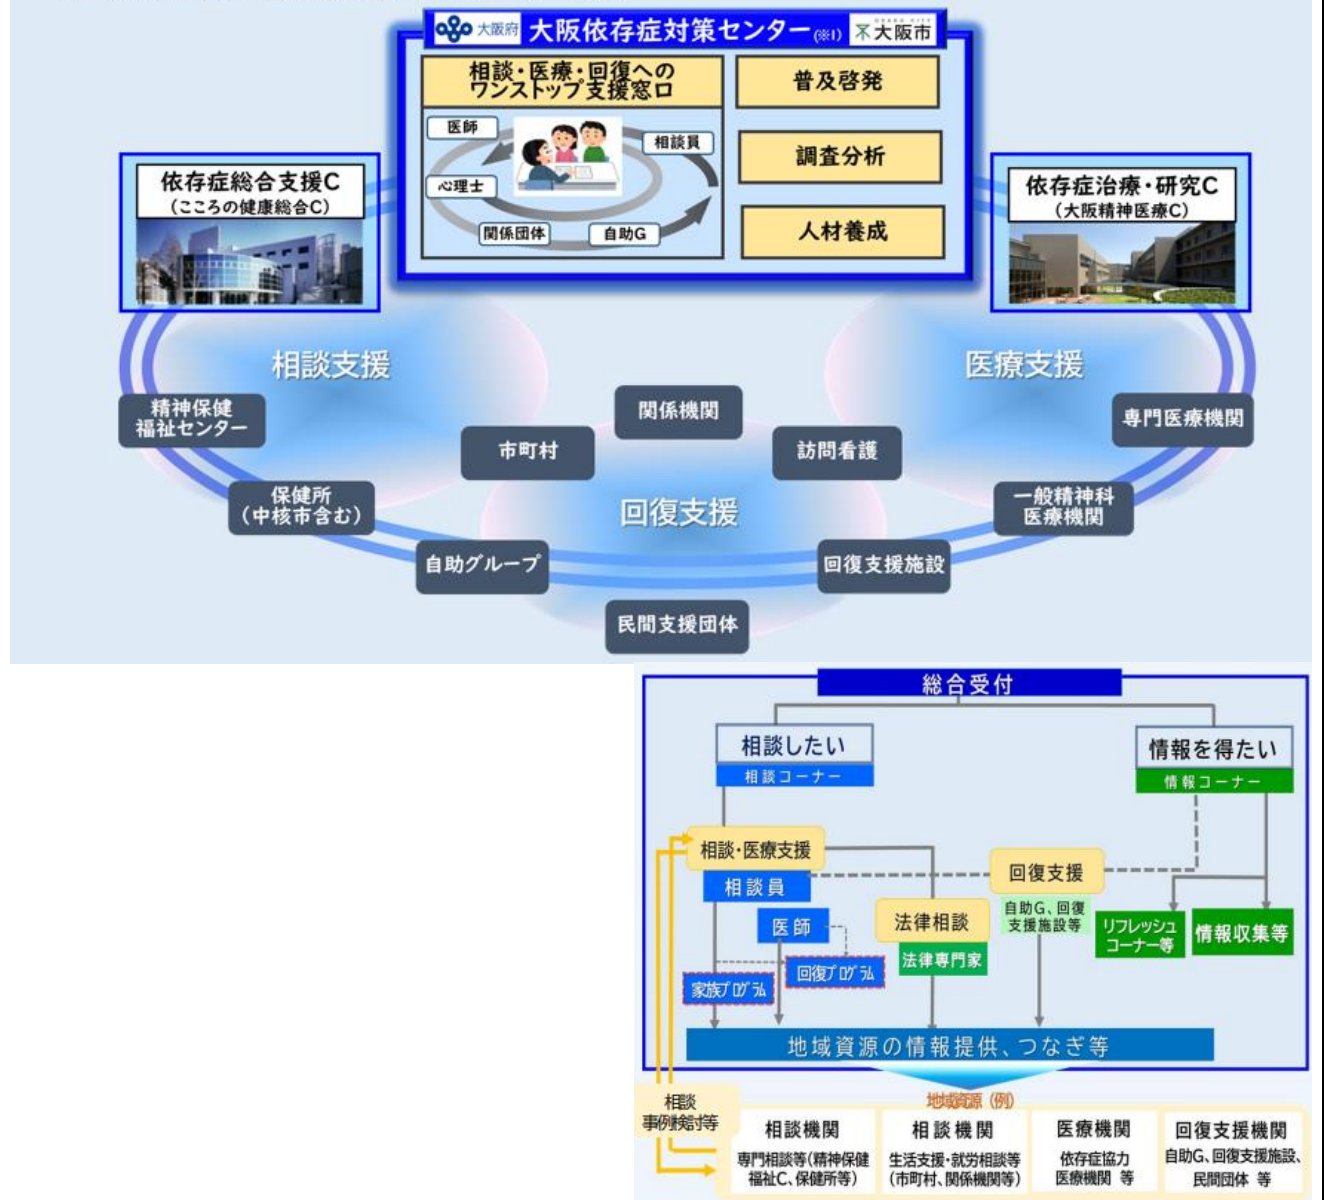 大阪府
大阪依存症対策センター(※1)
OSAKA CITY
大阪市
相談・医療・回復への
ワンストップ支援窓口
医師
相談員
心理士
関係団体
自助G
普及啓発
調査分析
人材養成
依存症総合支援C
(こころの健康総合C)
依存症治療・研究C
(大阪精神医療C)
相談支援
医療支援
回復支援
精神保健
福祉センター
市町村
関係機関
訪問看護
専門医療機関
保健所
(中核市含む)
一般精神科
医療機関
自助グループ
回復支援施設
民間支援団体
総合受付
相談したい
相談コーナー
情報を得たい
情報コーナー
相談・医療支援
相談員
医師
回復プログラム
家族プログラム
法律相談
法律専門家
回復支援
自助G、回復
支援施設等
リフレッシュ
コーナー等
情報収集等
地域資源の情報提供、つなぎ等
相談
事例検討等
地域資源（例）
相談機関
専門相談等(精神保健
福祉C、保健所等)
相談機関
生活支援・就労相談等
(市町村、関係機関等)
医療機関
依存症協力
医療機関 等
回復支援機関
自助G、回復支援施設、
民間団体 等